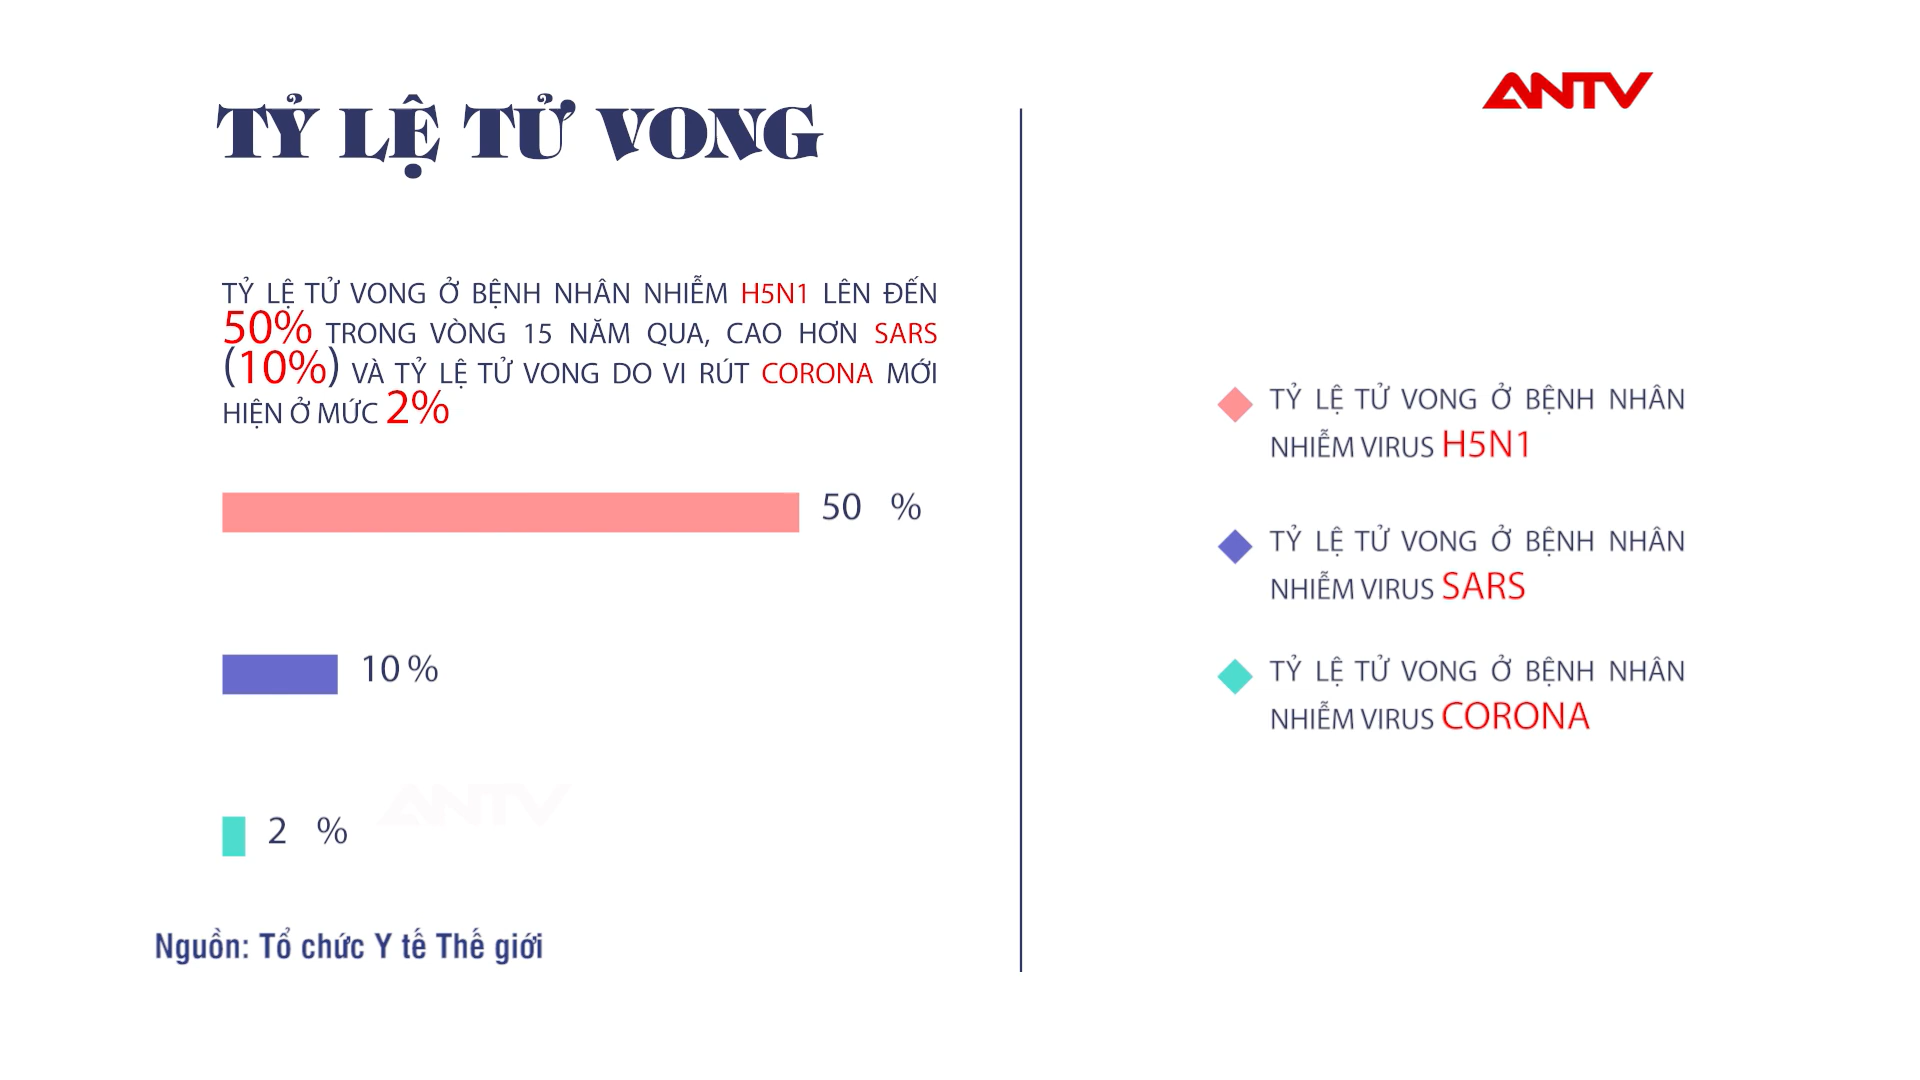 TỶ LỆ TỬ VONG
ANTV
TỶ LỆ TỬ VONG Ở BỆNH NHÂN NHIỄM H5N1 LÊN ĐẾN
50% TRONG VÒNG 15 NĂM QUA, CAO HƠN SARS
(10%) VÀ TỶ LỆ TỬ VONG DO VI RÚT CORONA MỚI
HIỆN Ở MỨC 2%
50 %
10 %
2 %
ANTV
Nguồn: Tổ chức Y tế Thế giới
TỶ LỆ TỬ VONG Ở BỆNH NHÂN
NHIỄM VIRUS H5N1
TỶ LỆ TỬ VONG Ở BỆNH NHÂN
NHIỄM VIRUS SARS
TỶ LỆ TỬ VONG Ở BỆNH NHÂN
NHIỄM VIRUS CORONA